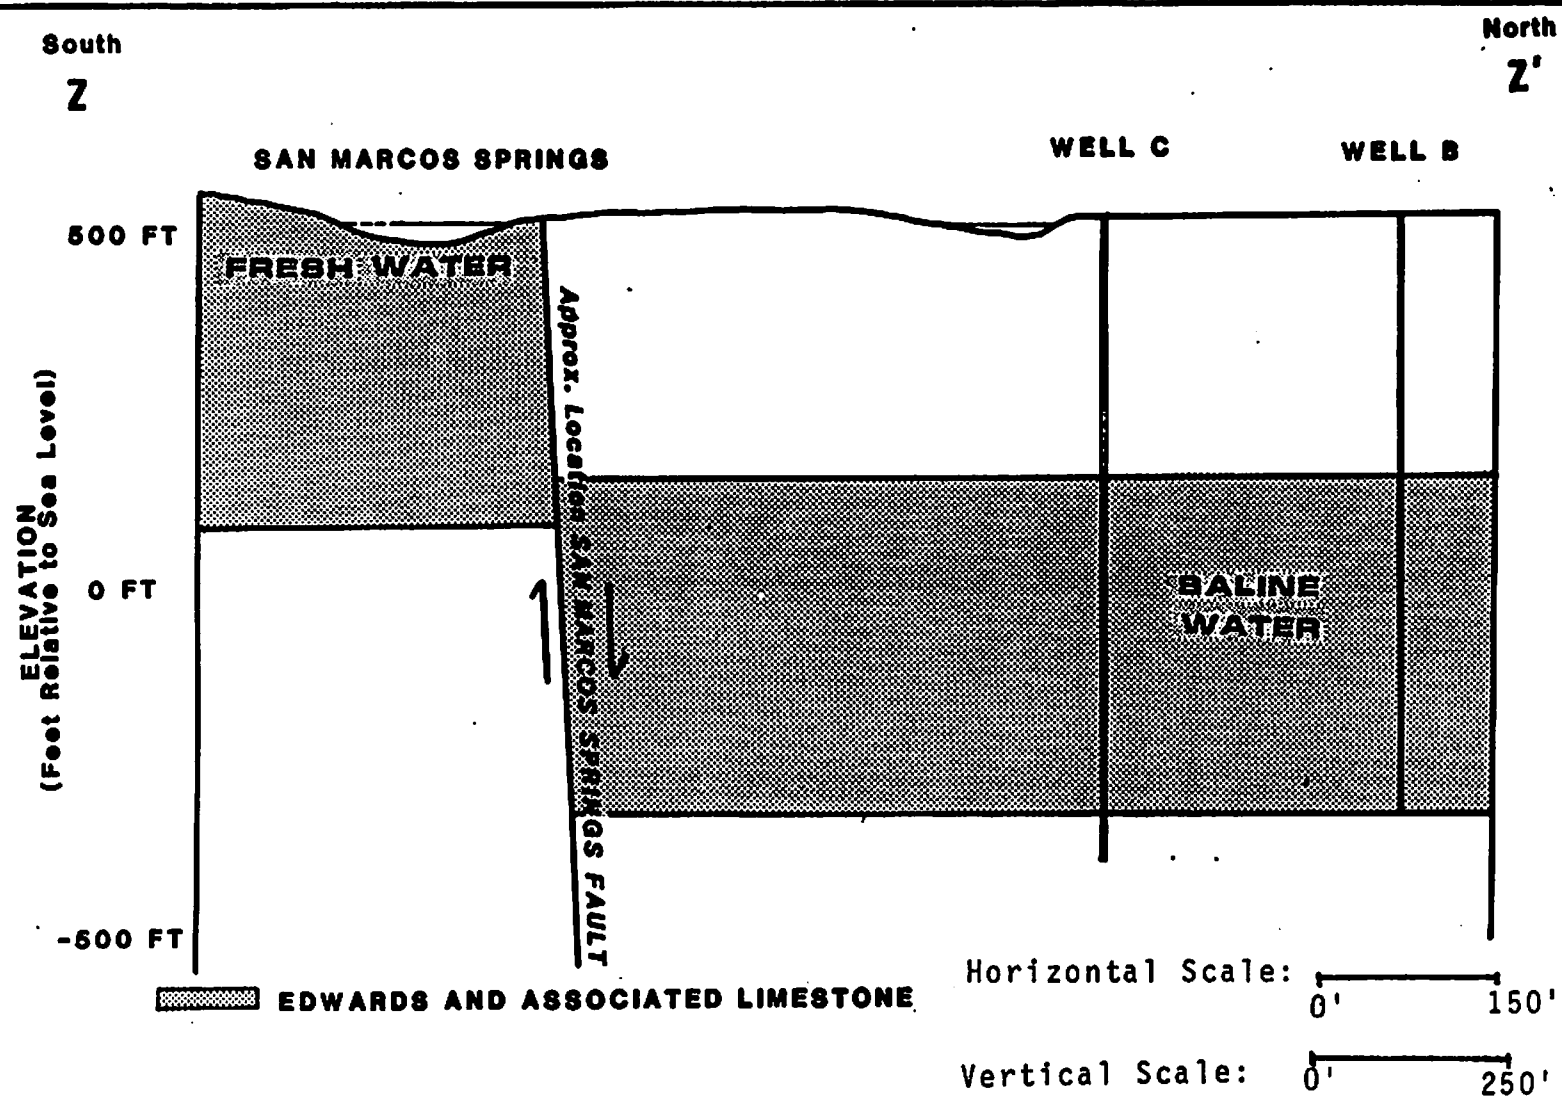 South
North
Z
Z'
SAN MARCOS SPRINGS
WELL C
WELL B
500 FT
FRESH WATER
Approx. Location SAN MARCOS SPRINGS FAULT
ELEVATION
(Feet Relative to Sea Level)
0 FT
SALINE
WATER
-500 FT
EDWARDS AND ASSOCIATED LIMESTONE
Horizontal Scale:
0' 150'
Vertical Scale:
0' 250'